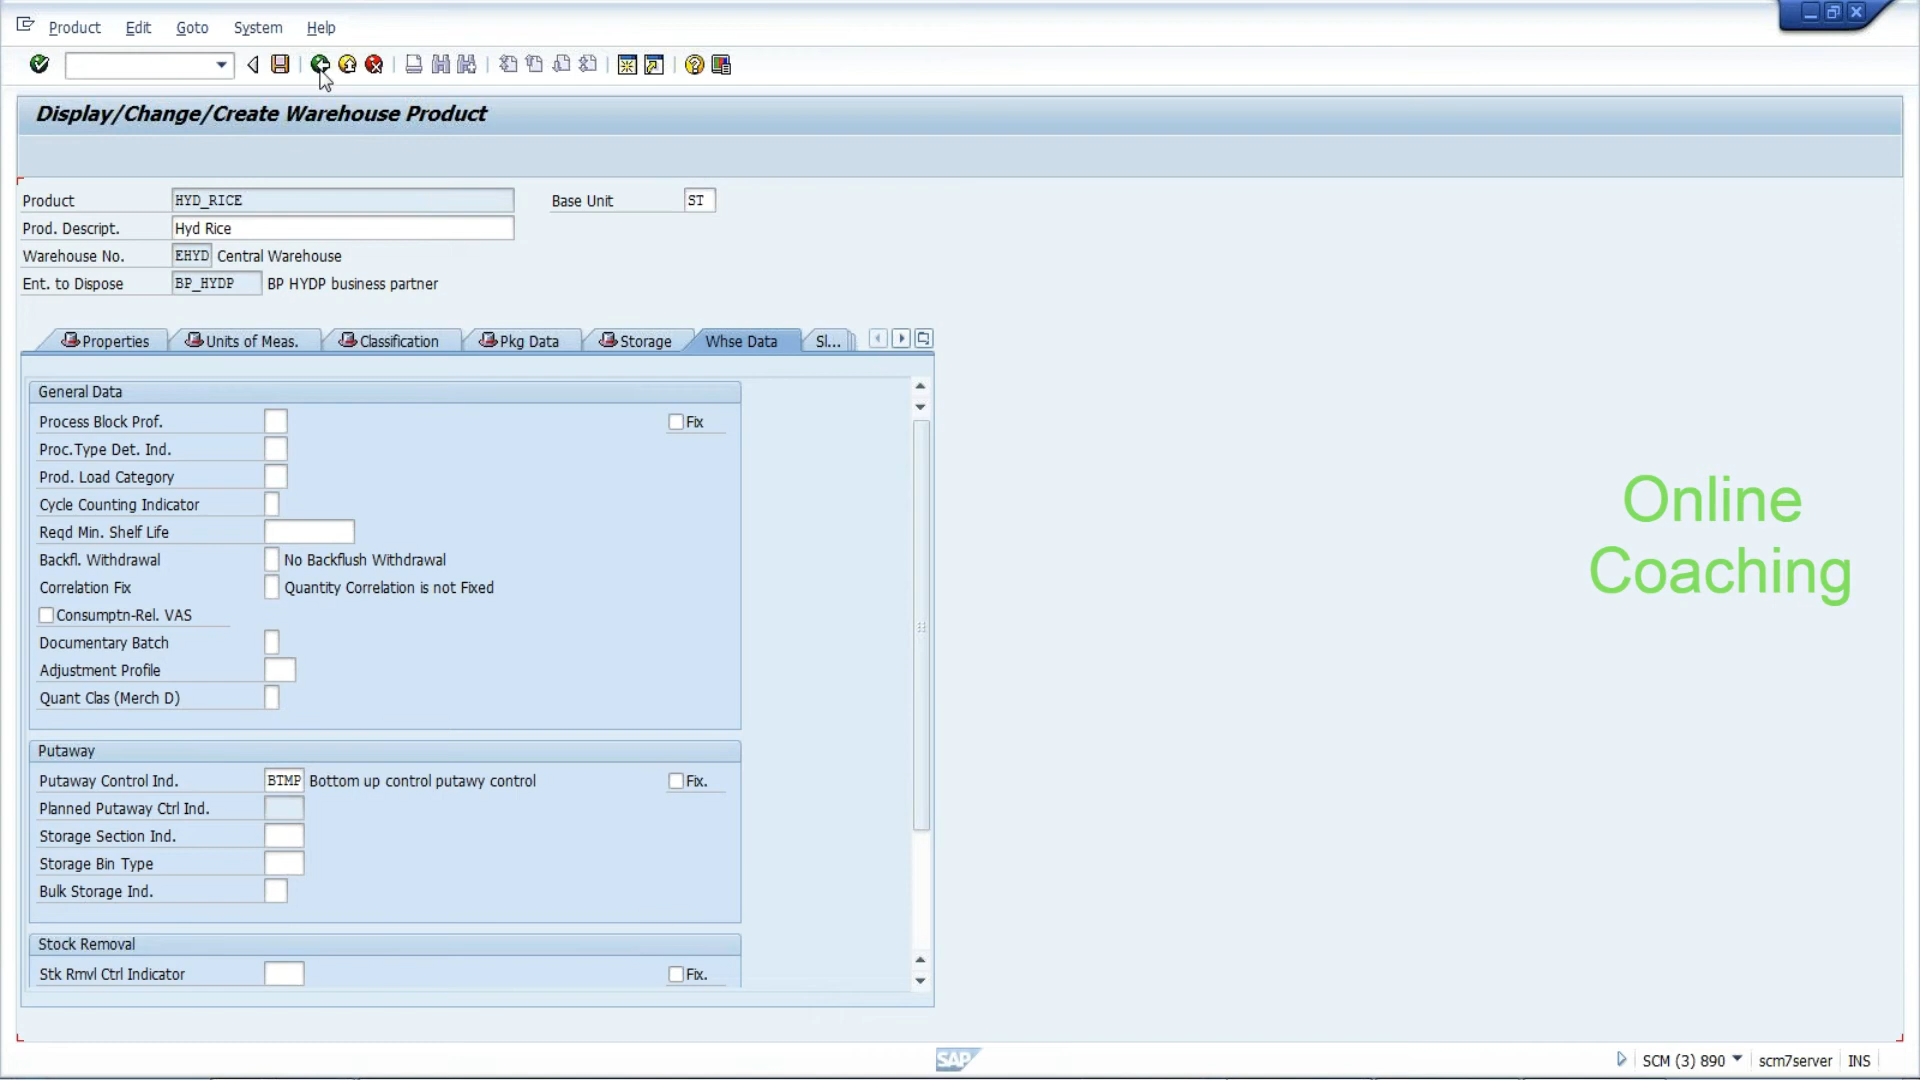 Product Edit Goto System Help
Display/Change/Create Warehouse Product
Product HYD_RICE Base Unit ST
Prod. Descript. Hyd Rice
Warehouse No. EHYD Central Warehouse
Ent. to Dispose BP_HYDP BP HYDP business partner
Properties Units of Meas. Classification Pkg Data Storage Whse Data Sl...
General Data
Process Block Prof. Fix
Proc.Type Det. Ind.
Prod. Load Category
Cycle Counting Indicator
Reqd Min. Shelf Life
Backfl. Withdrawal No Backflush Withdrawal
Correlation Fix Quantity Correlation is not Fixed
Consumptn-Rel. VAS
Documentary Batch
Adjustment Profile
Quant Clas (Merch D)
Putaway
Putaway Control Ind. BTMP Bottom up control putawy control Fix.
Planned Putaway Ctrl Ind.
Storage Section Ind.
Storage Bin Type
Bulk Storage Ind.
Stock Removal
Stk Rmvl Ctrl Indicator Fix.
Online
Coaching
SAP SCM (3) 890 scm7server INS